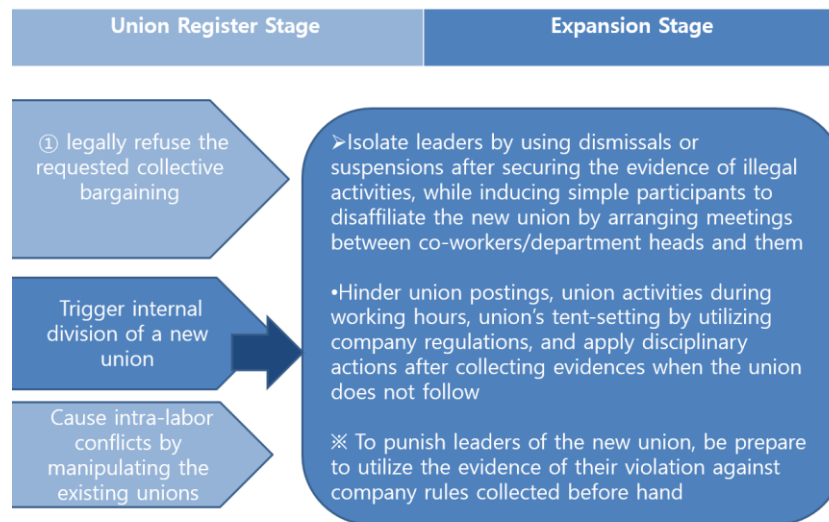 Union Register Stage
Expansion Stage
① legally refuse the
requested collective
bargaining
Trigger internal
division of a new
union
Cause intra-labor
conflicts by
manipulating the
existing unions
➢Isolate leaders by using dismissals or
suspensions after securing the evidence of illegal
activities, while inducing simple participants to
disaffiliate the new union by arranging meetings
between co-workers/department heads and them
•Hinder union postings, union activities during
working hours, union's tent-setting by utilizing
company regulations, and apply disciplinary
actions after collecting evidences when the union
does not follow
※ To punish leaders of the new union, be prepare
to utilize the evidence of their violation against
company rules collected before hand